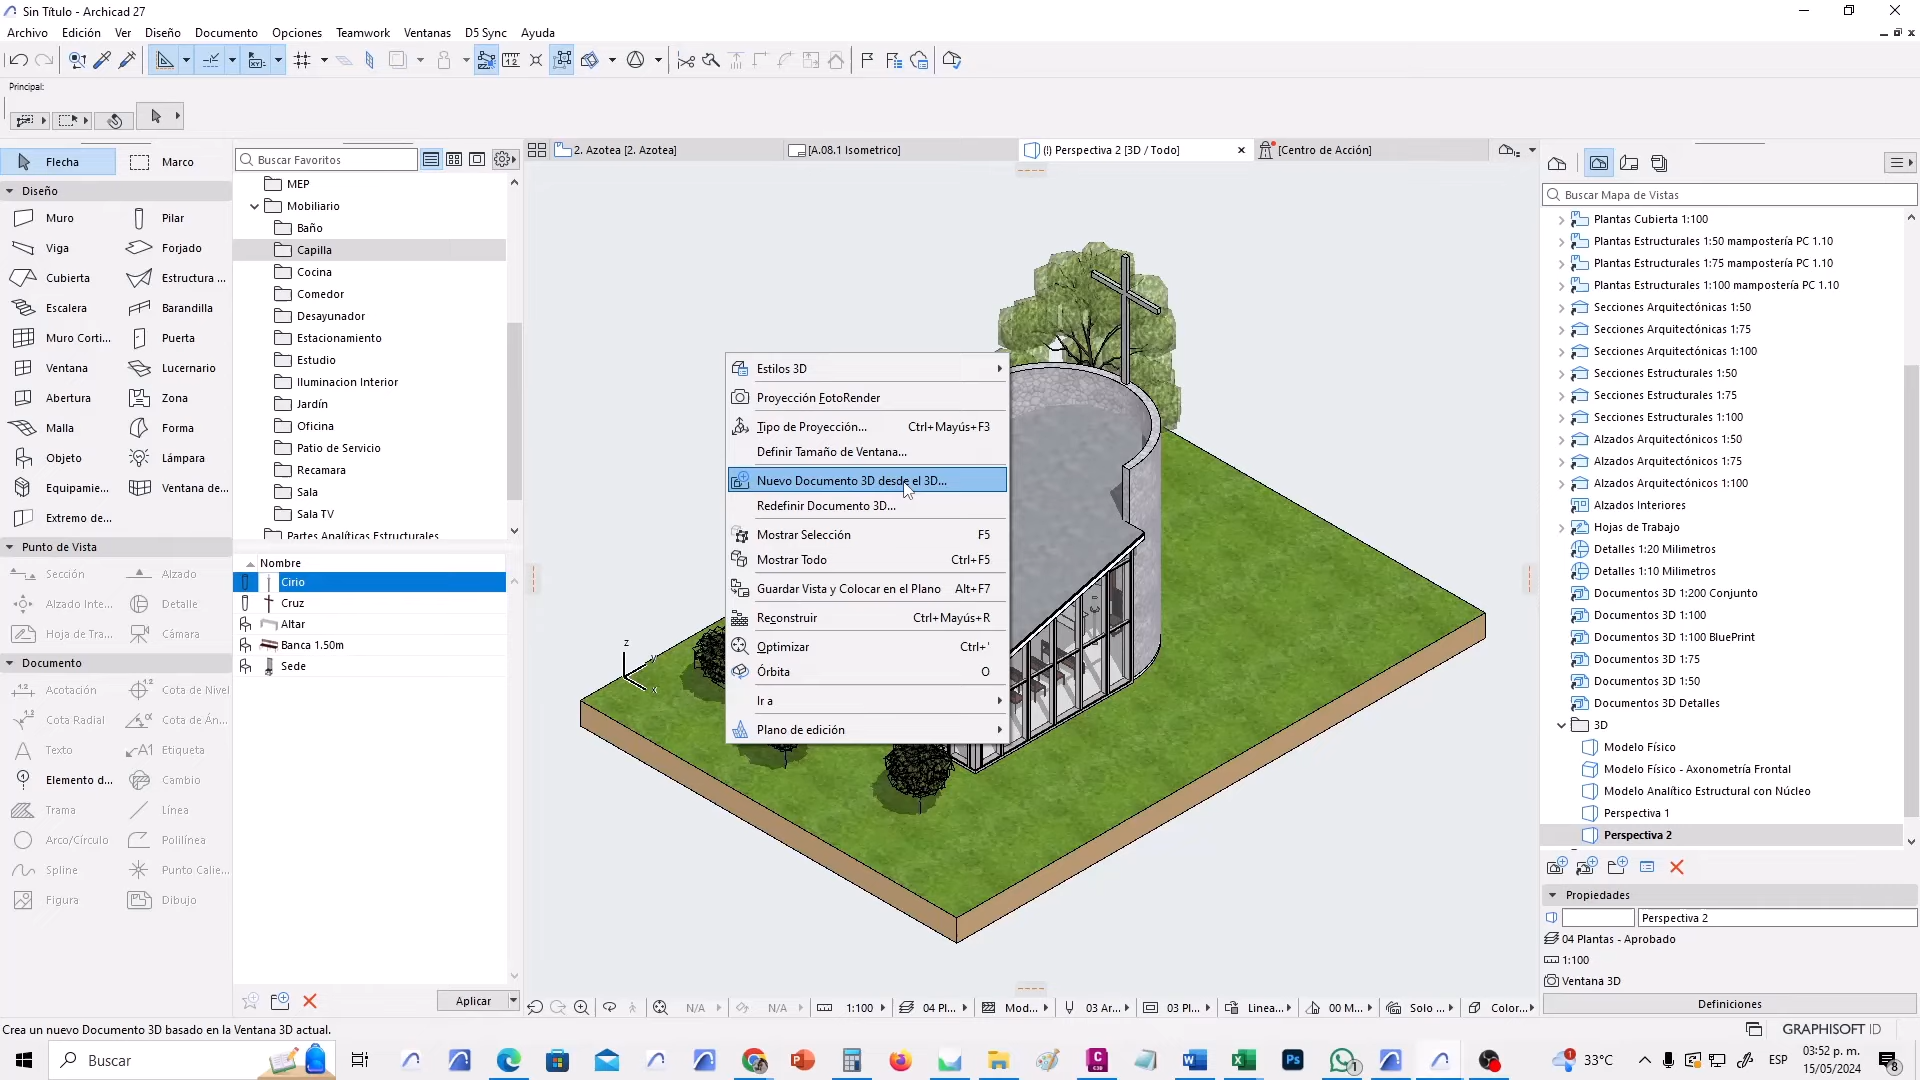 Sin Título - Archicad 27
Archivo Edición Ver Diseño Documento Opciones Teamwork Ventanas D5 Sync Ayuda
Principal:
Flecha Marco
Diseño
Muro Pilar
Viga Forjado
Cubierta Estructura ...
Escalera Barandilla
Muro Corti... Puerta
Ventana Lucernario
Abertura Zona
Malla Forma
Objeto Lámpara
Equipamie... Ventana de...
Extremo de...
Punto de Vista
Sección Alzado
Alzado Inte... Detalle
Hoja de Tra... Cámara
Documento
Acotación Cota de Nivel
Cota Radial Cota de Án...
Texto Etiqueta
Elemento d... Cambio
Trama Línea
Arco/Círculo Polilínea
Spline Punto Calie...
Figura Dibujo
Buscar Favoritos
MEP
Mobiliario
Baño
Capilla
Cocina
Comedor
Desayunador
Estacionamiento
Estudio
Iluminacion Interior
Jardín
Oficina
Patio de Servicio
Recamara
Sala
Sala TV
Partes Analíticas Estructurales
Nombre
Cirio
Cruz
Altar
Banca 1.50m
Sede
Aplicar
2. Azotea [2. Azotea] [A.08.1 Isometrico] (!) Perspectiva 2 [3D / Todo] [Centro de Acción]
z
y
x
Estilos 3D
Proyección FotoRender
Tipo de Proyección... Ctrl+Mayús+F3
Definir Tamaño de Ventana...
Nuevo Documento 3D desde el 3D...
Redefinir Documento 3D...
Mostrar Selección F5
Mostrar Todo Ctrl+F5
Guardar Vista y Colocar en el Plano Alt+F7
Reconstruir Ctrl+Mayús+R
Optimizar Ctrl+'
Órbita O
Ir a
Plano de edición
N/A N/A 1:100 04 Pl... Mod... 03 Ar... 03 Pl... Linea... 00 M... Solo ... Color...
Buscar Mapa de Vistas
Plantas Cubierta 1:100
Plantas Estructurales 1:50 mampostería PC 1.10
Plantas Estructurales 1:75 mampostería PC 1.10
Plantas Estructurales 1:100 mampostería PC 1.10
Secciones Arquitectónicas 1:50
Secciones Arquitectónicas 1:75
Secciones Arquitectónicas 1:100
Secciones Estructurales 1:50
Secciones Estructurales 1:75
Secciones Estructurales 1:100
Alzados Arquitectónicos 1:50
Alzados Arquitectónicos 1:75
Alzados Arquitectónicos 1:100
Alzados Interiores
Hojas de Trabajo
Detalles 1:20 Milimetros
Detalles 1:10 Milimetros
Documentos 3D 1:200 Conjunto
Documentos 3D 1:100
Documentos 3D 1:100 BluePrint
Documentos 3D 1:75
Documentos 3D 1:50
Documentos 3D Detalles
3D
Modelo Físico
Modelo Físico - Axonometría Frontal
Modelo Analítico Estructural con Núcleo
Perspectiva 1
Perspectiva 2
Propiedades
Perspectiva 2
04 Plantas - Aprobado
1:100
Ventana 3D
Definiciones
Crea un nuevo Documento 3D basado en la Ventana 3D actual.
GRAPHISOFT ID
Buscar
33°C
ESP
03:52 p. m.
15/05/2024
8